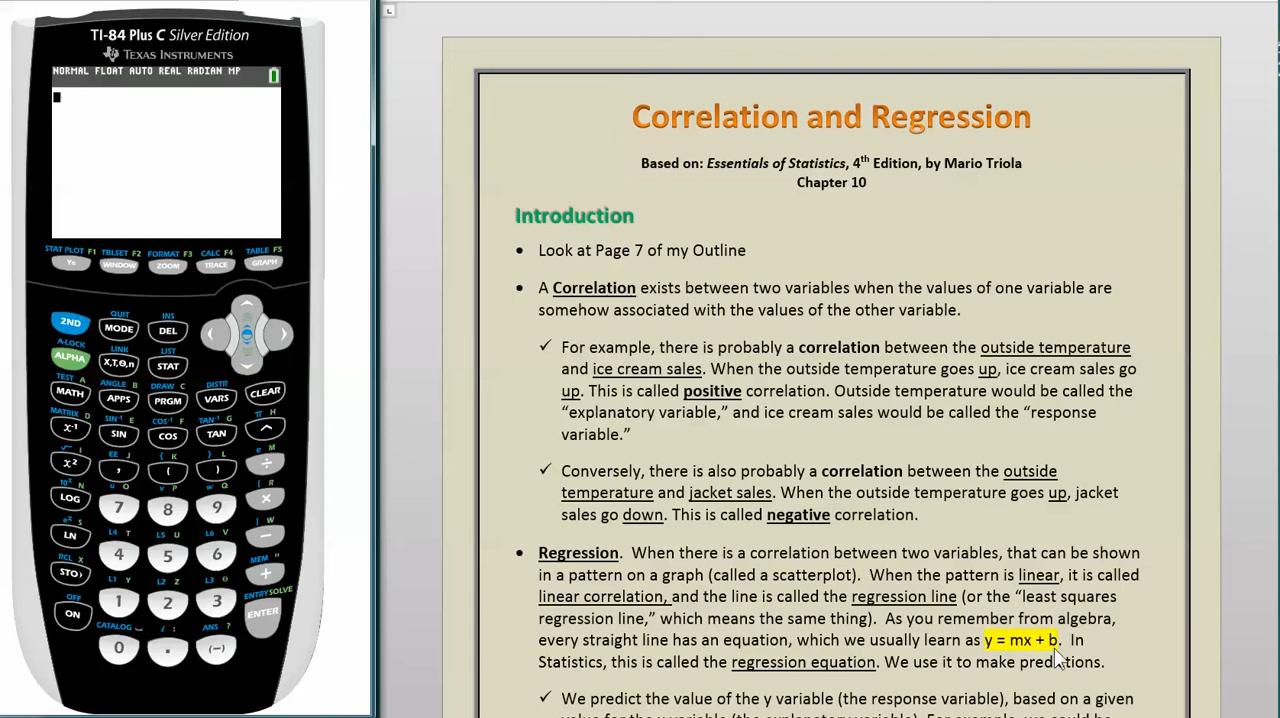 TI-84 Plus C Silver Edition
TEXAS INSTRUMENTS
NORMAL FLOAT AUTO REAL RADIAN MP
STAT PLOT F1 TBLSET F2 FORMAT F3 CALC F4 TABLE F5
Y= WINDOW ZOOM TRACE GRAPH
QUIT INS
2ND MODE DEL
A-LOCK LINK LIST
ALPHA X,T,Θ,n STAT
TEST A ANGLE B DRAW C DISTR
MATH APPS PRGM VARS CLEAR
MATRIX D SIN⁻¹ E COS⁻¹ F TAN⁻¹ G π H
x⁻¹ SIN COS TAN ^
√ I EE J { K } L e M
x² , ( ) ÷
10ˣ N u O v P w Q [ R
LOG 7 8 9 ×
eˣ S L4 T L5 U L6 V ] W
LN 4 5 6 −
RCL X L1 Y L2 Z L3 Θ MEM "
STO› 1 2 3 +
OFF CATALOG i : ANS ? ENTRY SOLVE
ON 0 . (−) ENTER
Correlation and Regression
Based on: Essentials of Statistics, 4th Edition, by Mario Triola
Chapter 10
Introduction
• Look at Page 7 of my Outline
• A Correlation exists between two variables when the values of one variable are
somehow associated with the values of the other variable.
✓ For example, there is probably a correlation between the outside temperature
and ice cream sales. When the outside temperature goes up, ice cream sales go
up. This is called positive correlation. Outside temperature would be called the
“explanatory variable,” and ice cream sales would be called the “response
variable.”
✓ Conversely, there is also probably a correlation between the outside
temperature and jacket sales. When the outside temperature goes up, jacket
sales go down. This is called negative correlation.
• Regression. When there is a correlation between two variables, that can be shown
in a pattern on a graph (called a scatterplot). When the pattern is linear, it is called
linear correlation, and the line is called the regression line (or the “least squares
regression line,” which means the same thing). As you remember from algebra,
every straight line has an equation, which we usually learn as y = mx + b. In
Statistics, this is called the regression equation. We use it to make predictions.
✓ We predict the value of the y variable (the response variable), based on a given